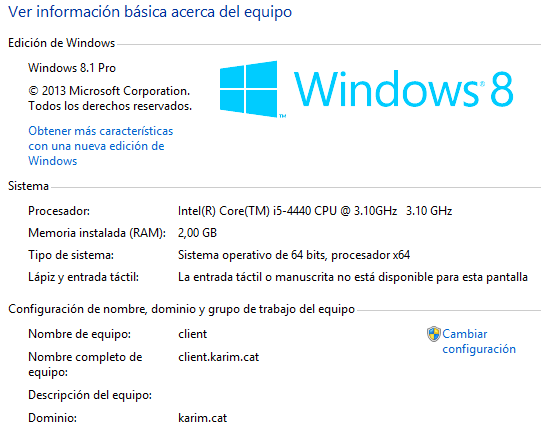 Ver información básica acerca del equipo
Edición de Windows
Windows 8.1 Pro
© 2013 Microsoft Corporation.
Todos los derechos reservados.
Obtener más características
con una nueva edición de
Windows
™ Windows® 8
Sistema
Procesador: Intel(R) Core(TM) i5-4440 CPU @ 3.10GHz 3.10 GHz
Memoria instalada (RAM): 2,00 GB
Tipo de sistema: Sistema operativo de 64 bits, procesador x64
Lápiz y entrada táctil: La entrada táctil o manuscrita no está disponible para esta pantalla
Configuración de nombre, dominio y grupo de trabajo del equipo
Nombre de equipo: client
Cambiar
configuración
Nombre completo de
equipo: client.karim.cat
Descripción del equipo:
Dominio: karim.cat